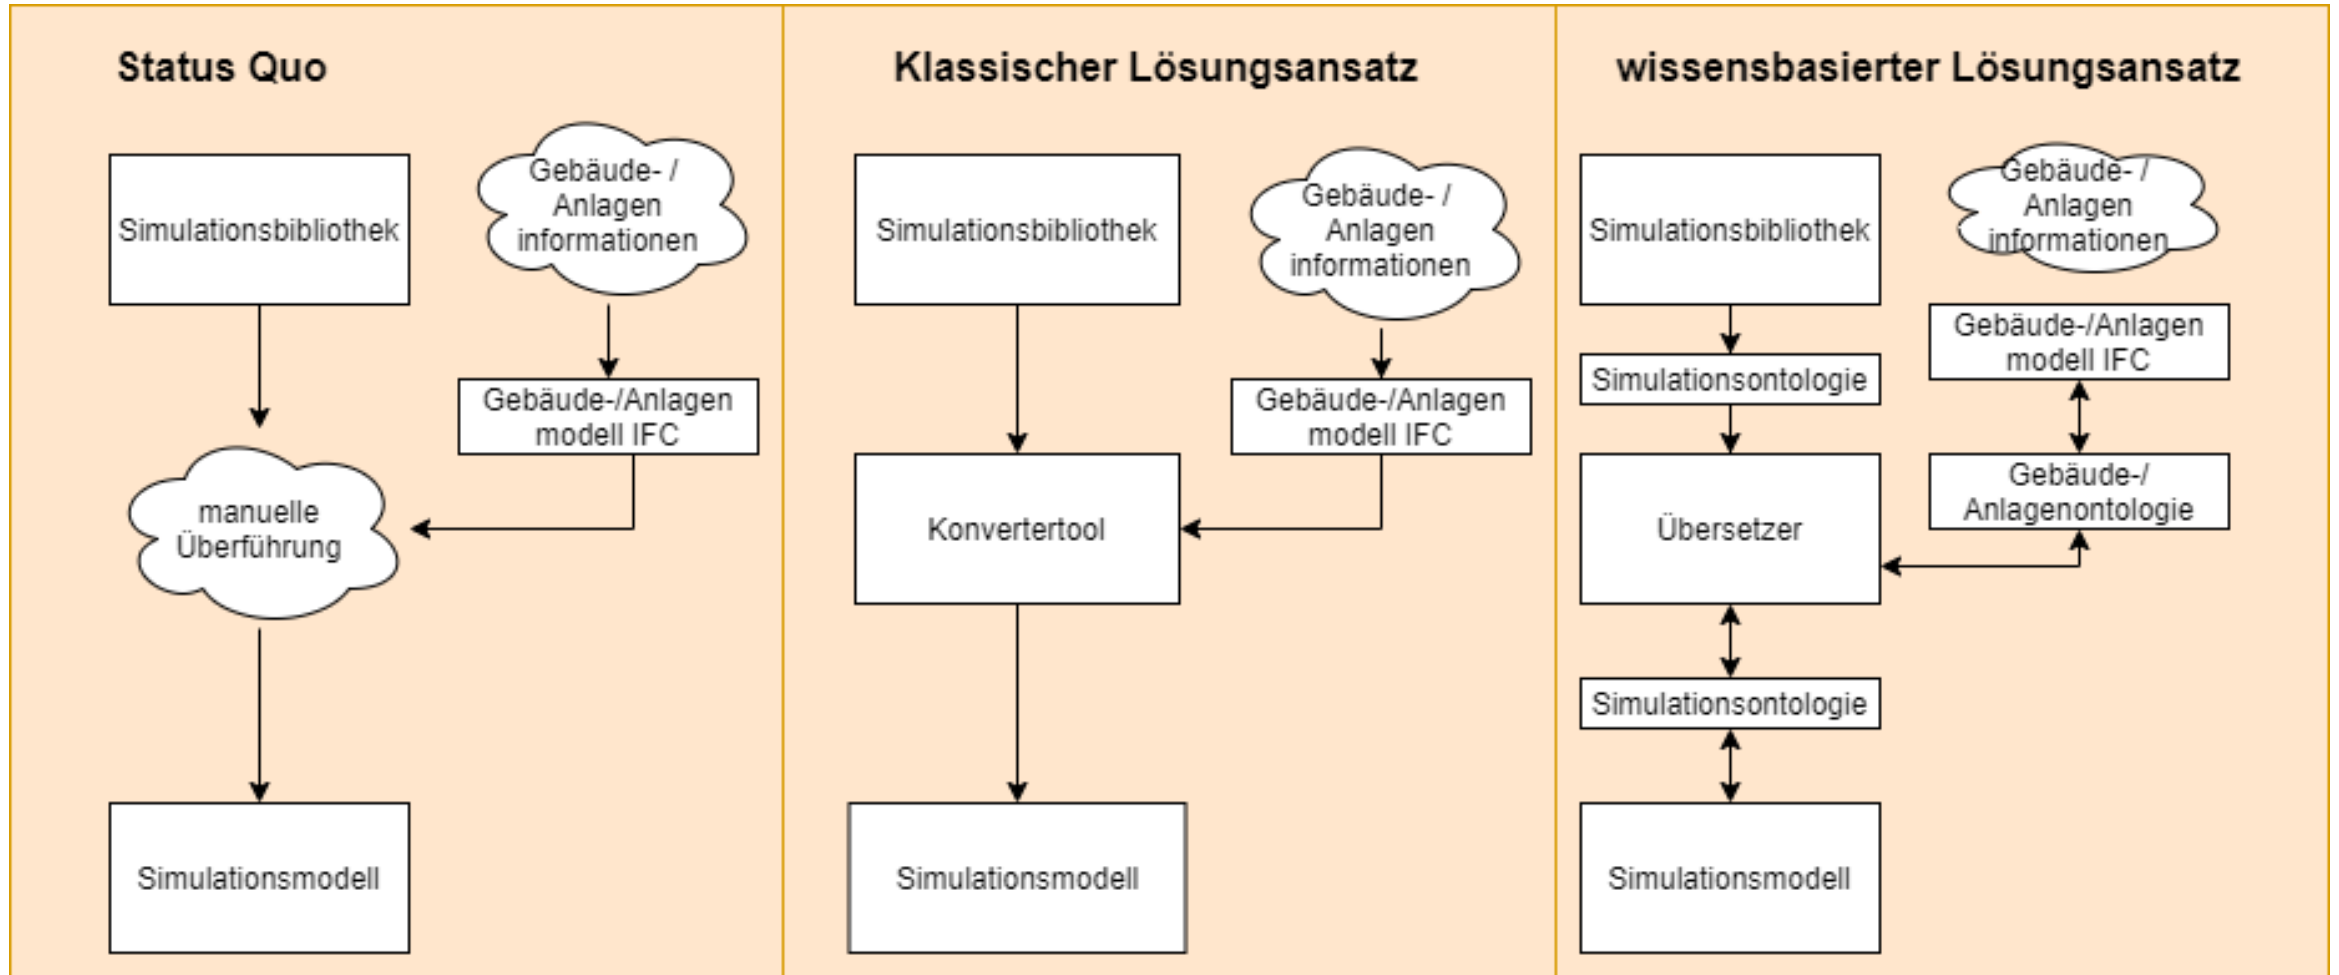 Status Quo
Simulationsbibliothek
Gebäude- /
Anlagen
informationen
Gebäude-/Anlagen
modell IFC
manuelle
Überführung
Simulationsmodell
Klassischer Lösungsansatz
Simulationsbibliothek
Gebäude- /
Anlagen
informationen
Gebäude-/Anlagen
modell IFC
Konvertertool
Simulationsmodell
wissensbasierter Lösungsansatz
Simulationsbibliothek
Gebäude- /
Anlagen
informationen
Gebäude-/Anlagen
modell IFC
Simulationsontologie
Gebäude-/
Anlagenontologie
Übersetzer
Simulationsontologie
Simulationsmodell